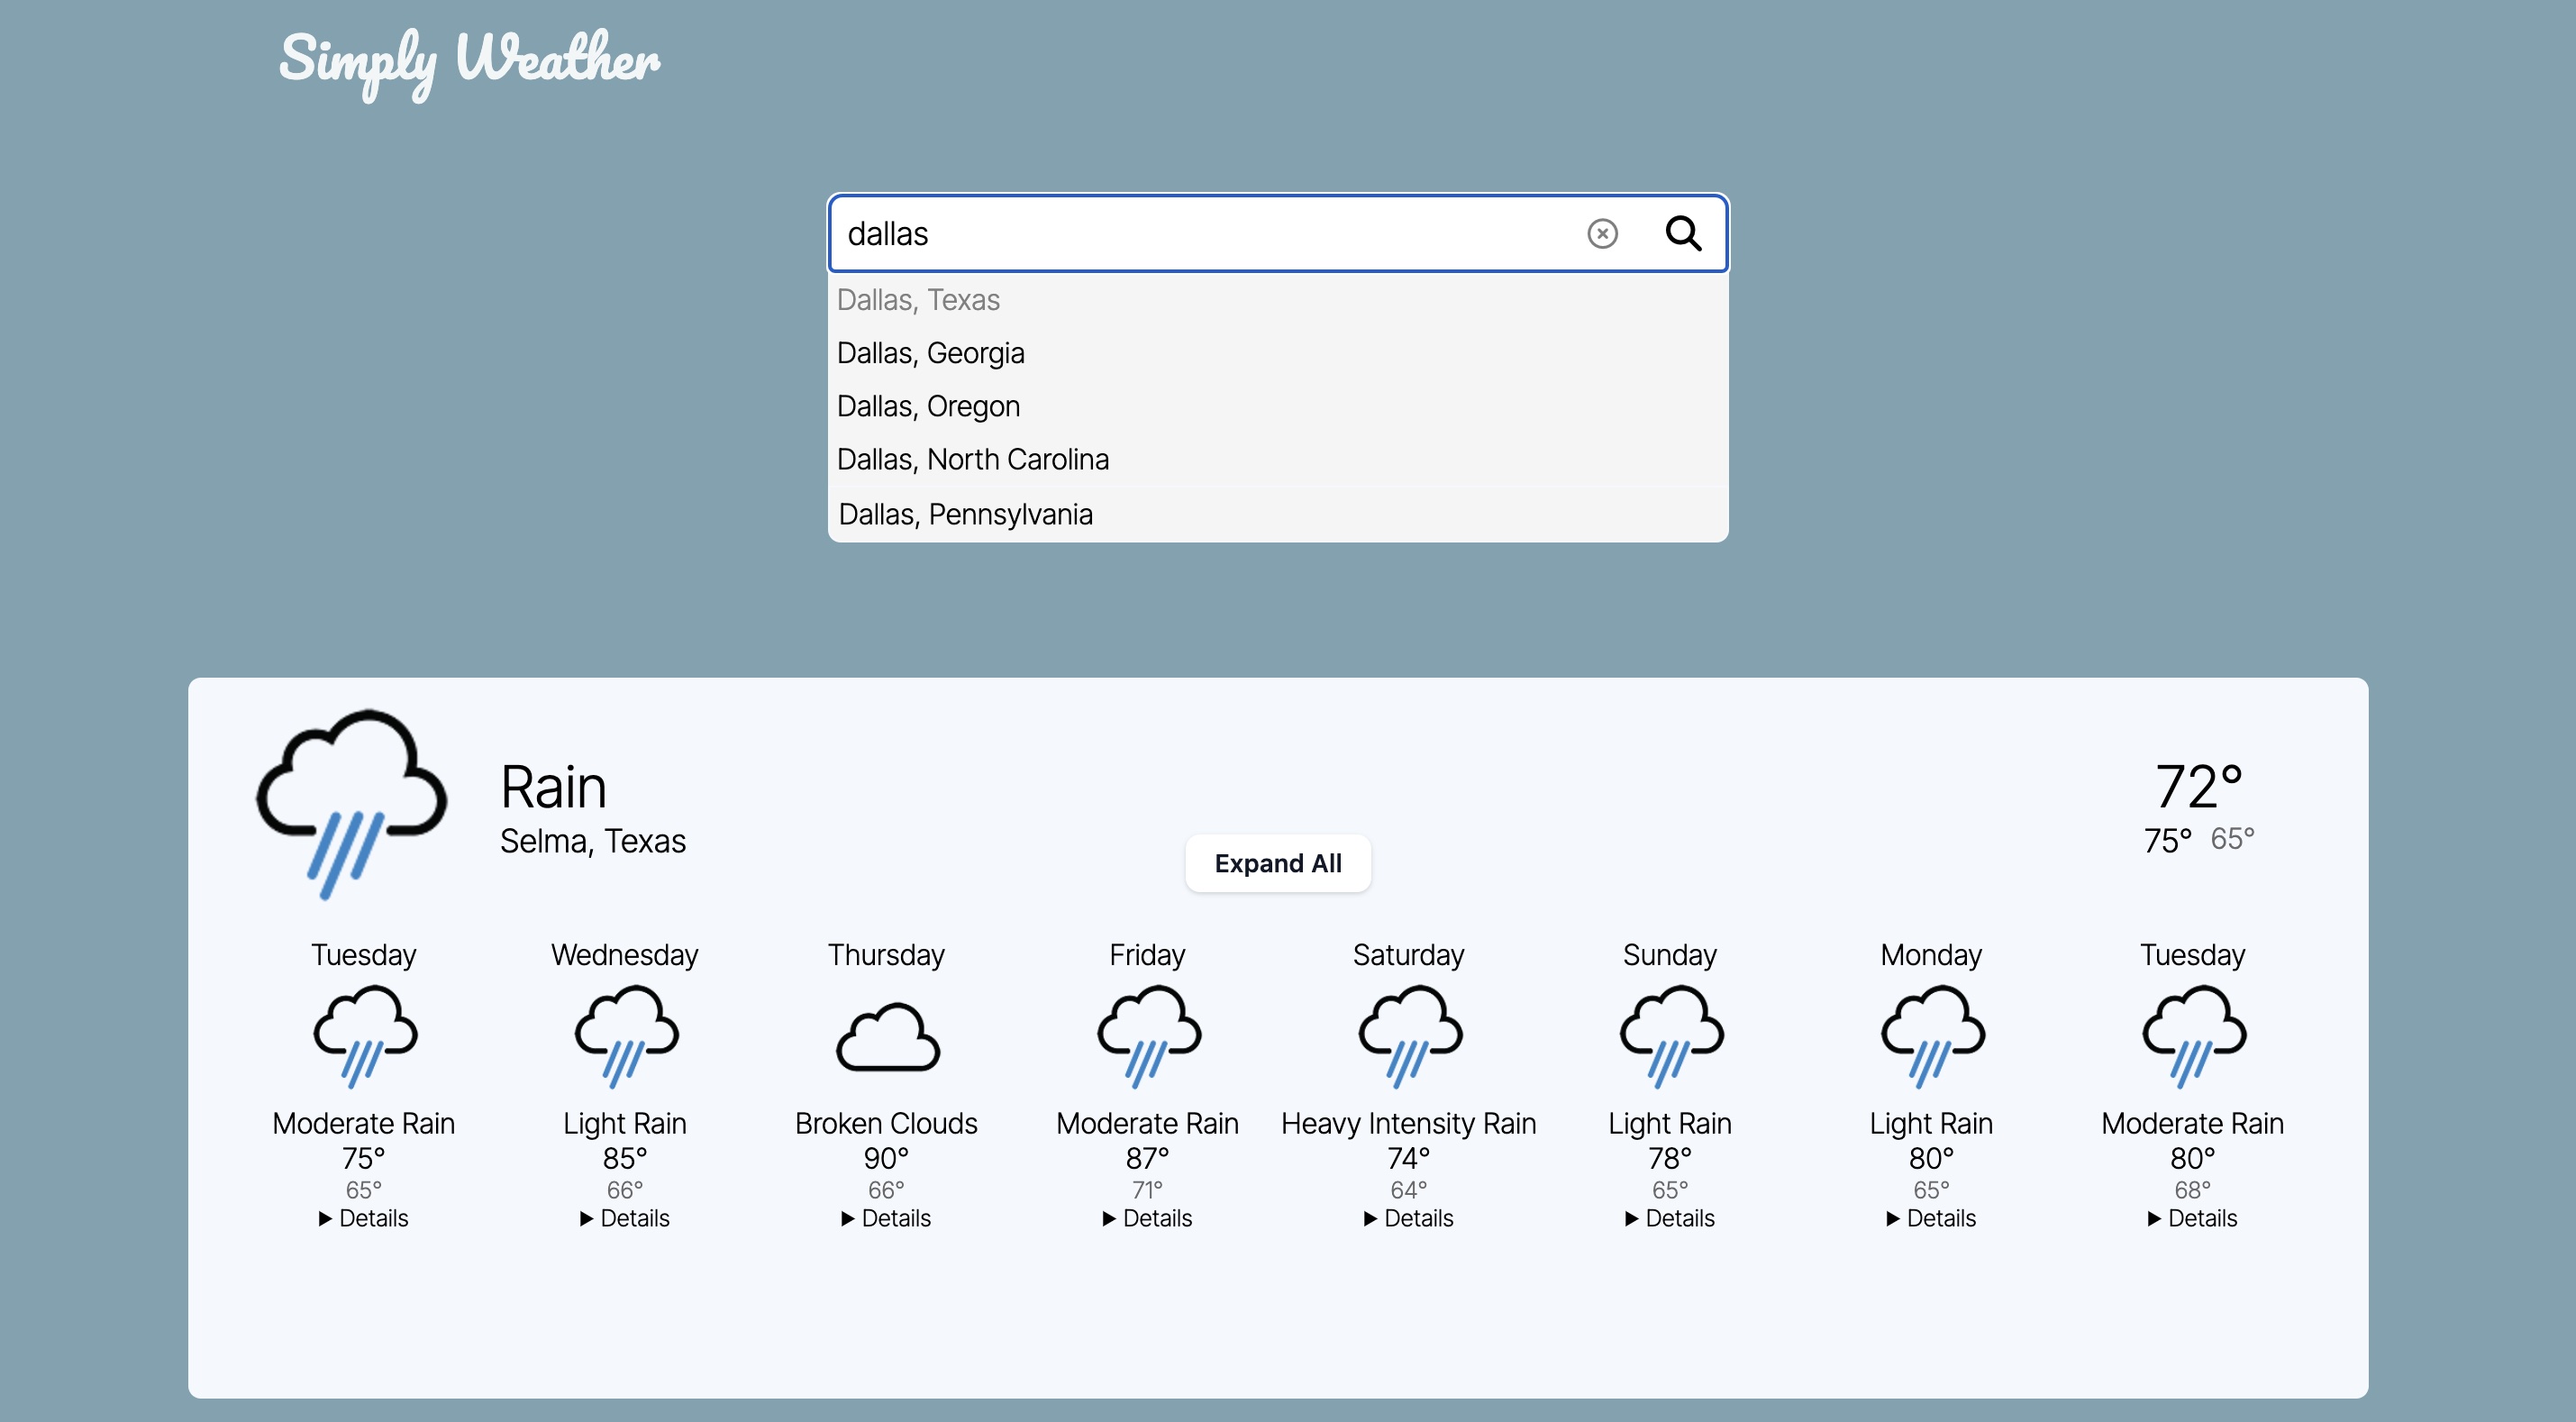 Simply Weather
dallas
Dallas, Texas
Dallas, Georgia
Dallas, Oregon
Dallas, North Carolina
Dallas, Pennsylvania
Rain
Selma, Texas
Expand All
72°
75° 65°
Tuesday Wednesday Thursday Friday Saturday Sunday Monday Tuesday
Moderate Rain Light Rain Broken Clouds Moderate Rain Heavy Intensity Rain Light Rain Light Rain Moderate Rain
75° 85° 90° 87° 74° 78° 80° 80°
65° 66° 66° 71° 64° 65° 65° 68°
Details Details Details Details Details Details Details Details